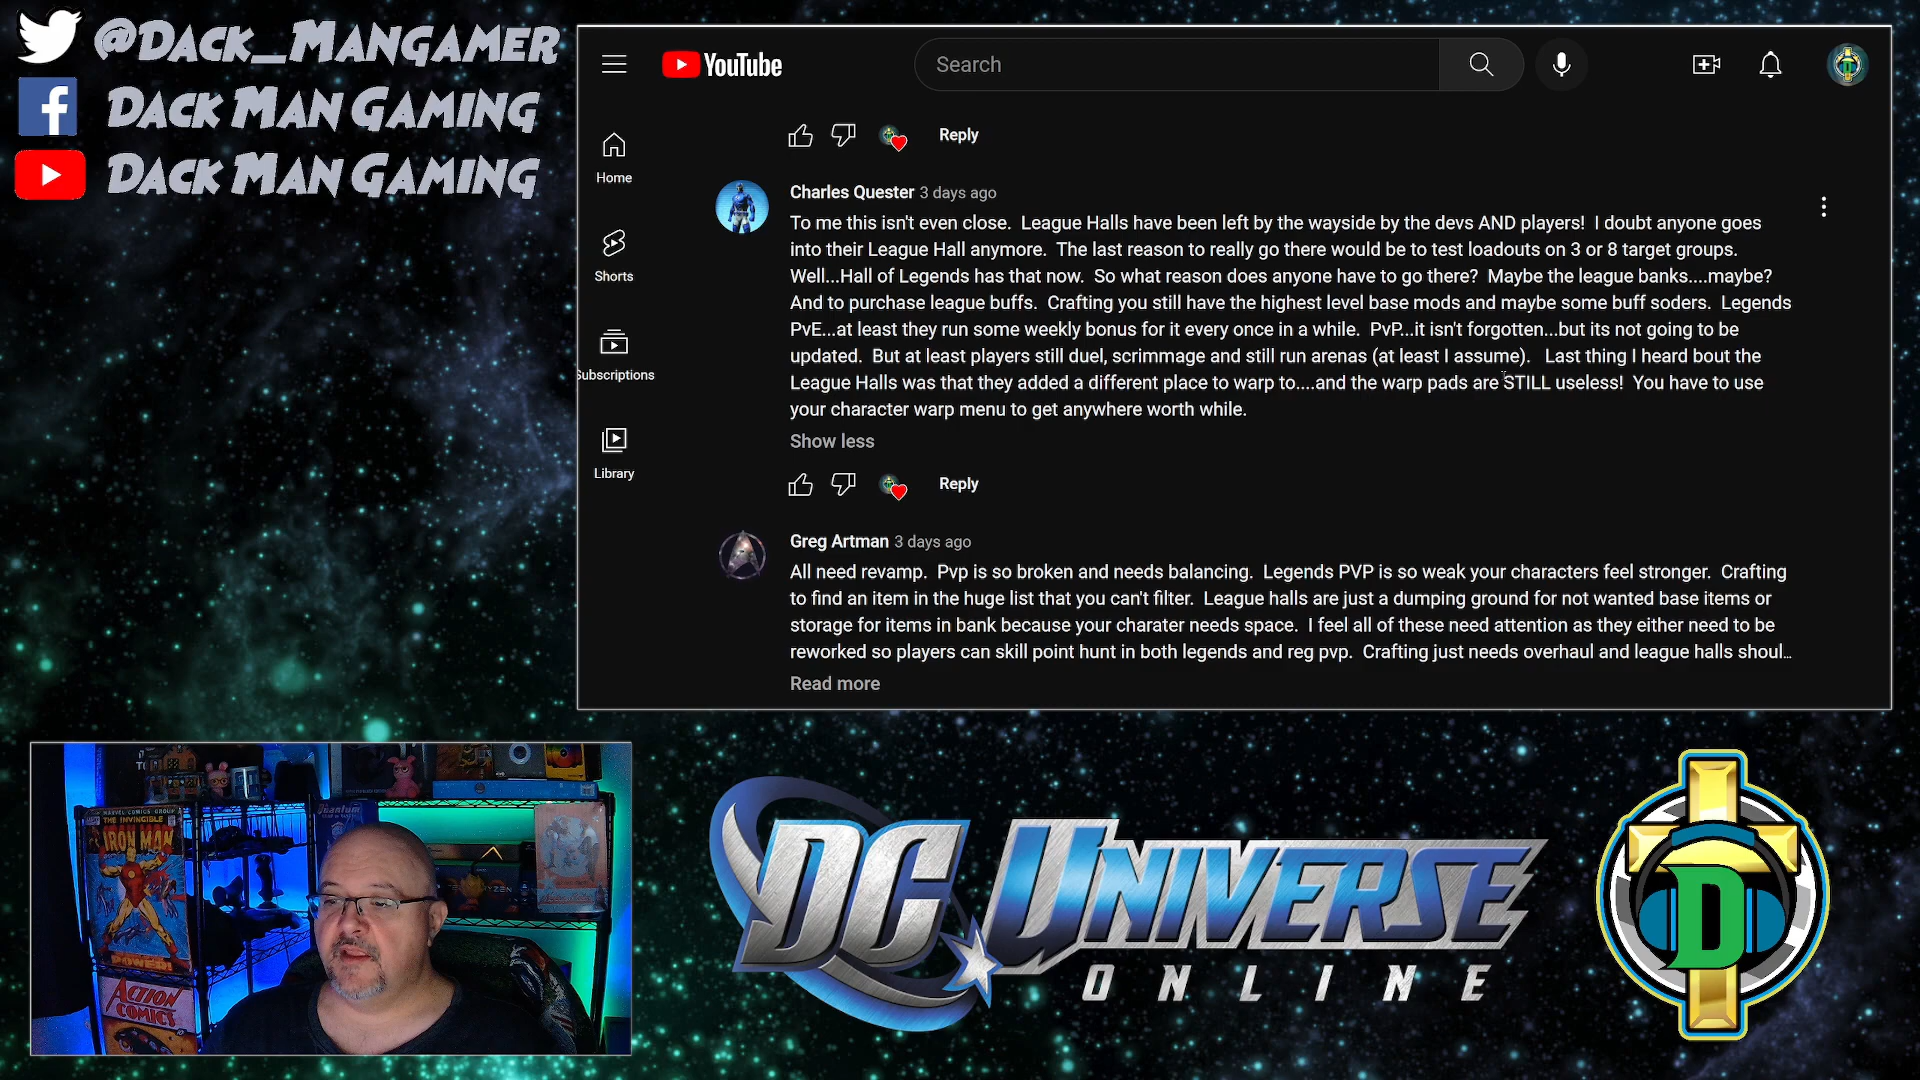 @Dack_Mangamer
Dack Man Gaming
Dack Man Gaming
YouTube
Search
Home
Shorts
Subscriptions
Library
Reply
Charles Quester 3 days ago
To me this isn't even close. League Halls have been left by the wayside by the devs AND players! I doubt anyone goes
into their League Hall anymore. The last reason to really go there would be to test loadouts on 3 or 8 target groups.
Well...Hall of Legends has that now. So what reason does anyone have to go there? Maybe the league banks....maybe?
And to purchase league buffs. Crafting you still have the highest level base mods and maybe some buff soders. Legends
PvE...at least they run some weekly bonus for it every once in a while. PvP...it isn't forgotten...but its not going to be
updated. But at least players still duel, scrimmage and still run arenas (at least I assume). Last thing I heard bout the
League Halls was that they added a different place to warp to....and the warp pads are STILL useless! You have to use
your character warp menu to get anywhere worth while.
Show less
Reply
Greg Artman 3 days ago
All need revamp. Pvp is so broken and needs balancing. Legends PVP is so weak your characters feel stronger. Crafting
to find an item in the huge list that you can't filter. League halls are just a dumping ground for not wanted base items or
storage for items in bank because your charater needs space. I feel all of these need attention as they either need to be
reworked so players can skill point hunt in both legends and reg pvp. Crafting just needs overhaul and league halls shoul...
Read more
MARVEL COMICS GROUP
THE INVINCIBLE
IRON MAN
POWER!
ACTION
COMICS
DC UNIVERSE
ONLINE
D